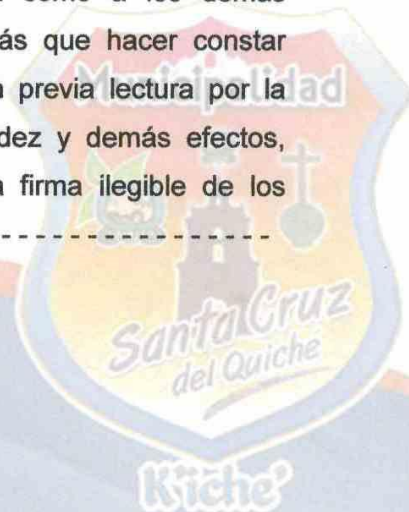 como a los demás
ás que hacer constar
previa lectura por la
dez y demás efectos,
firma ilegible de los
Municipalidad
Santa Cruz
del Quiché
K'iche'